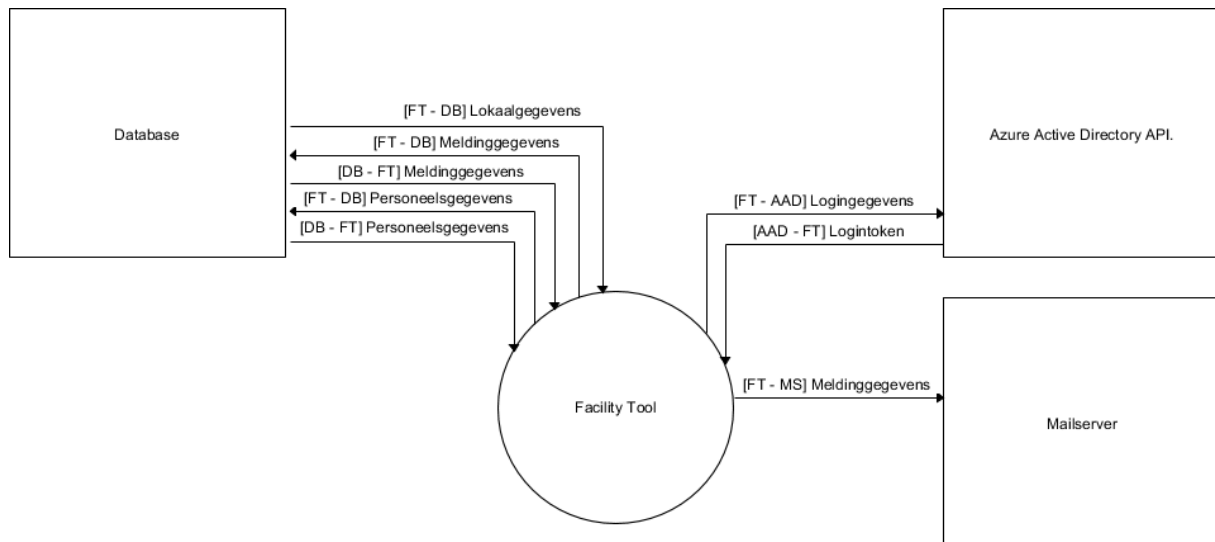 Database
[FT - DB] Lokaalgegevens
[FT - DB] Meldinggegevens
[DB - FT] Meldinggegevens
[FT - DB] Personeelsgegevens
[DB - FT] Personeelsgegevens
Azure Active Directory API.
[FT - AAD] Logingegevens
[AAD - FT] Logintoken
Facility Tool
[FT - MS] Meldinggegevens
Mailserver